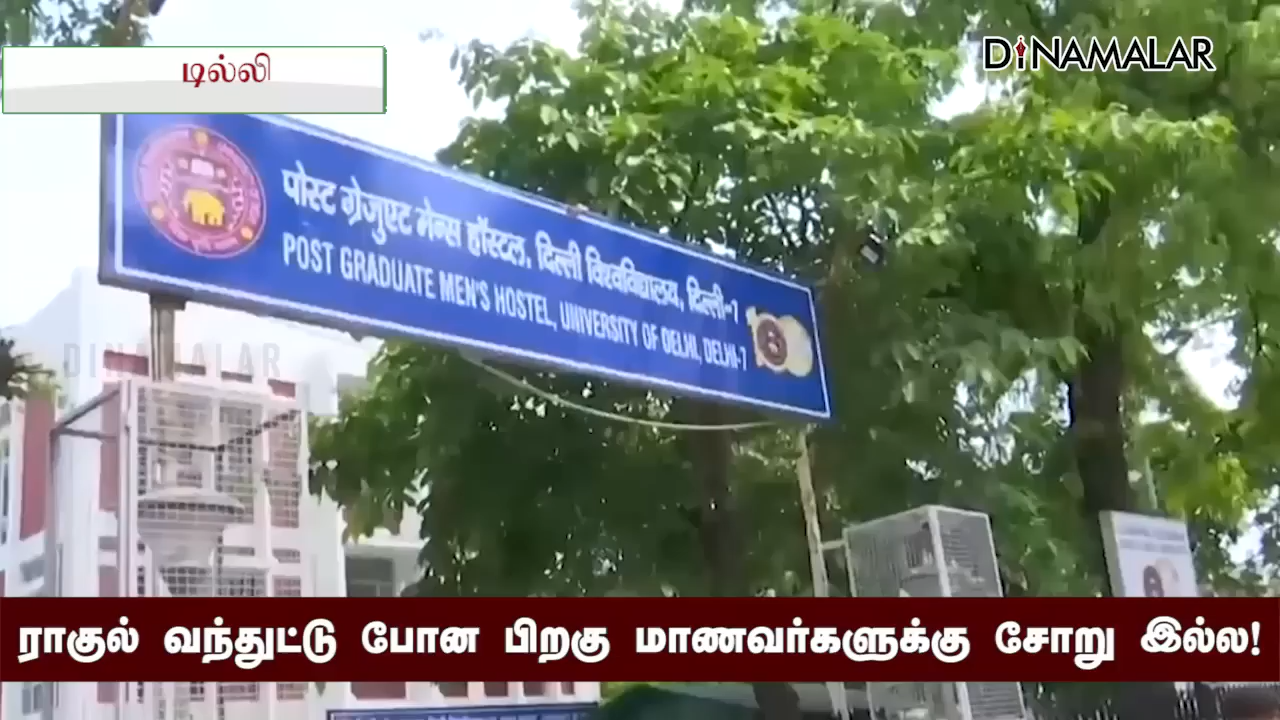 டில்லி
DINAMALAR
पोस्ट ग्रेजुएट मेन्स हॉस्टल, दिल्ली विश्वविद्यालय, दिल्ली-7
POST GRADUATE MEN'S HOSTEL, UNIVERSITY OF DELHI, DELHI-7
DINAMALAR
ராகுல் வந்துட்டு போன பிறகு மாணவர்களுக்கு சோறு இல்ல!